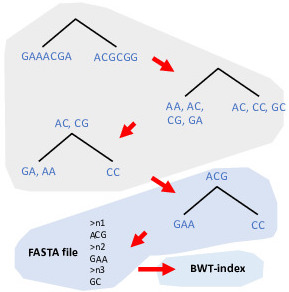 GAAACGA
ACGCGG
AA, AC,
CG, GA
AC, CC, GC
AC, CG
GA, AA
CC
ACG
GAA
CC
FASTA file
>n1
ACG
>n2
GAA
>n3
GC
BWT-index